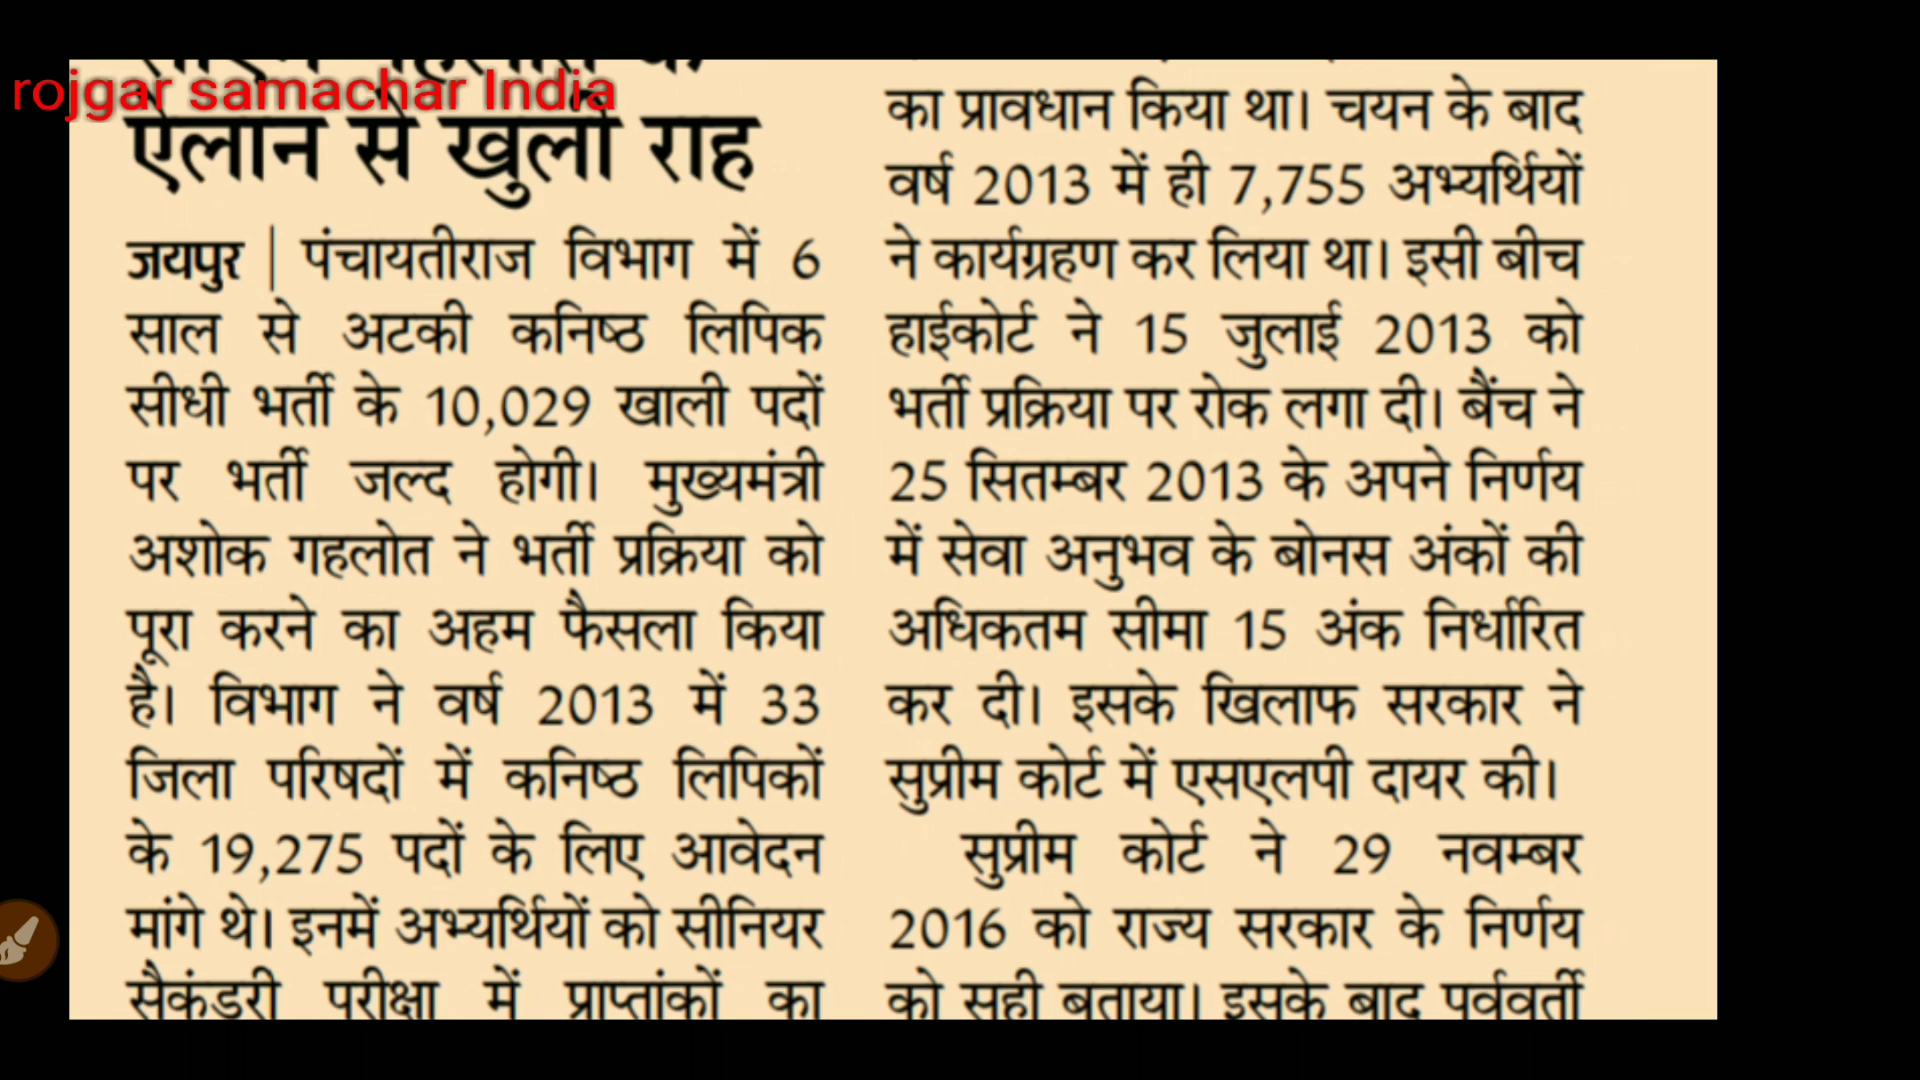 rojgar samachar India
ऐलान से खुली राह
जयपुर | पंचायतीराज विभाग में 6
साल से अटकी कनिष्ठ लिपिक
सीधी भर्ती के 10,029 खाली पदों
पर भर्ती जल्द होगी। मुख्यमंत्री
अशोक गहलोत ने भर्ती प्रक्रिया को
पूरा करने का अहम फैसला किया
है। विभाग ने वर्ष 2013 में 33
जिला परिषदों में कनिष्ठ लिपिकों
के 19,275 पदों के लिए आवेदन
मांगे थे। इनमें अभ्यर्थियों को सीनियर
सैकंडरी परीक्षा में प्राप्तांकों का
का प्रावधान किया था। चयन के बाद
वर्ष 2013 में ही 7,755 अभ्यर्थियों
ने कार्यग्रहण कर लिया था। इसी बीच
हाईकोर्ट ने 15 जुलाई 2013 को
भर्ती प्रक्रिया पर रोक लगा दी। बैंच ने
25 सितम्बर 2013 के अपने निर्णय
में सेवा अनुभव के बोनस अंकों की
अधिकतम सीमा 15 अंक निर्धारित
कर दी। इसके खिलाफ सरकार ने
सुप्रीम कोर्ट में एसएलपी दायर की।
सुप्रीम कोर्ट ने 29 नवम्बर
2016 को राज्य सरकार के निर्णय
को सही बताया। इसके बाद पूर्ववर्ती